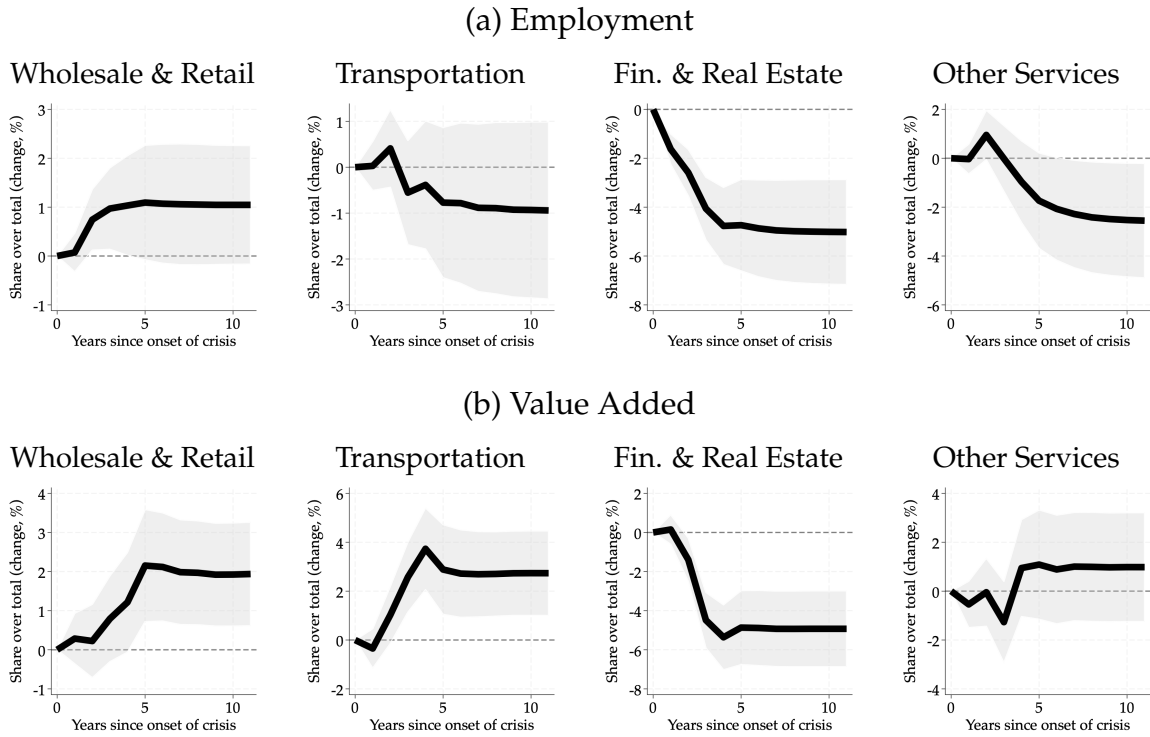 (a) Employment
Wholesale & Retail
Share over total (change, %)
3
2
1
0
-1
0
5
10
Years since onset of crisis
Transportation
Share over total (change, %)
1
0
-1
-2
-3
0
5
10
Years since onset of crisis
Fin. & Real Estate
Share over total (change, %)
0
-2
-4
-6
-8
0
5
10
Years since onset of crisis
Other Services
Share over total (change, %)
2
0
-2
-4
-6
0
5
10
Years since onset of crisis
(b) Value Added
Wholesale & Retail
Share over total (change, %)
4
3
2
1
0
-1
0
5
10
Years since onset of crisis
Transportation
Share over total (change, %)
6
4
2
0
-2
0
5
10
Years since onset of crisis
Fin. & Real Estate
Share over total (change, %)
2
0
-2
-4
-6
-8
0
5
10
Years since onset of crisis
Other Services
Share over total (change, %)
4
2
0
-2
-4
0
5
10
Years since onset of crisis